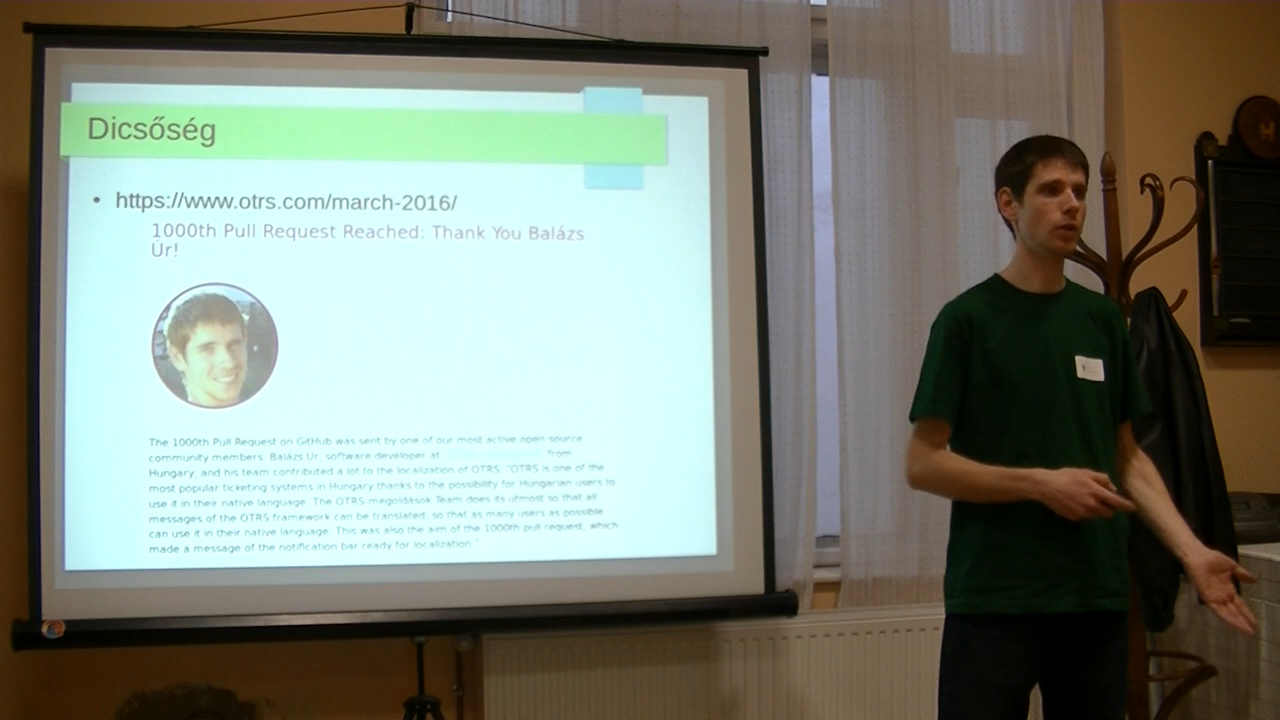 Dicsőség
• https://www.otrs.com/march-2016/
1000th Pull Request Reached: Thank You Balázs
Úr!
The 1000th Pull Request on GitHub was sent by one of our most active open source
community members. Balázs Úr, software developer at from
Hungary, and his team contributed a lot to the localization of OTRS: "OTRS is one of the
most popular ticketing systems in Hungary thanks to the possibility for Hungarian users to
use it in their native language. The OTRS-megoldások Team does its utmost so that all
messages of the OTRS framework can be translated, so that as many users as possible
can use it in their native language. This was also the aim of the 1000th pull request, which
made a message of the notification bar ready for localization."